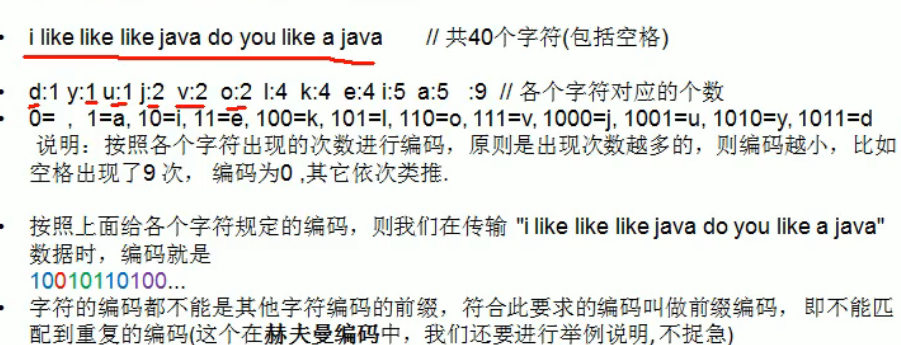 • i like like like java do you like a java // 共40个字符(包括空格)
• d:1 y:1 u:1 j:2 v:2 o:2 l:4 k:4 e:4 i:5 a:5 :9 // 各个字符对应的个数
• 0= , 1=a, 10=i, 11=e, 100=k, 101=l, 110=o, 111=v, 1000=j, 1001=u, 1010=y, 1011=d
说明：按照各个字符出现的次数进行编码，原则是出现次数越多的，则编码越小，比如
空格出现了9 次， 编码为0 ,其它依次类推.
• 按照上面给各个字符规定的编码，则我们在传输 "i like like like java do you like a java"
数据时，编码就是
10010110100...
• 字符的编码都不能是其他字符编码的前缀，符合此要求的编码叫做前缀编码， 即不能匹
配到重复的编码(这个在赫夫曼编码中，我们还要进行举例说明, 不捉急)